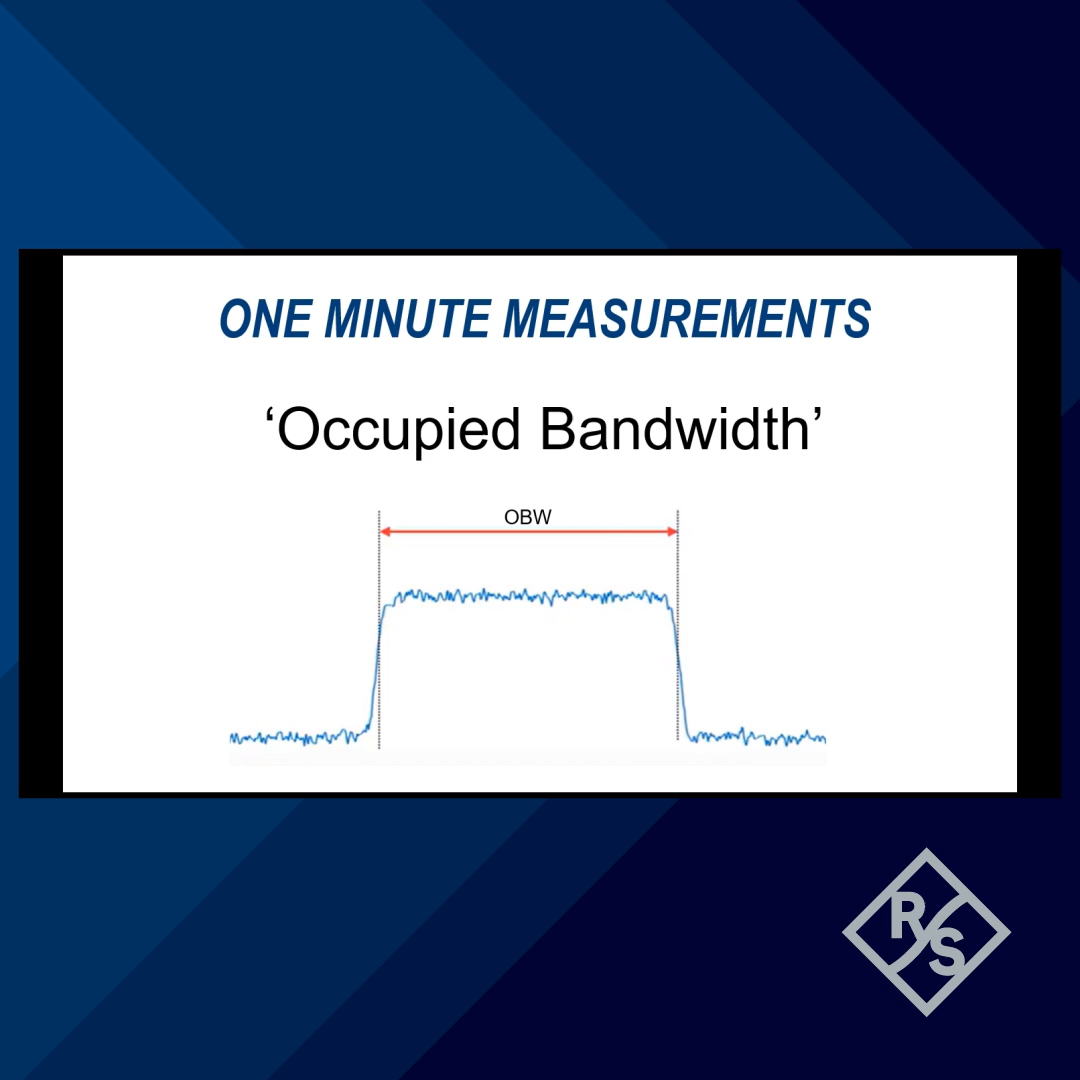 ONE MINUTE MEASUREMENTS
‘Occupied Bandwidth’
OBW
R
S